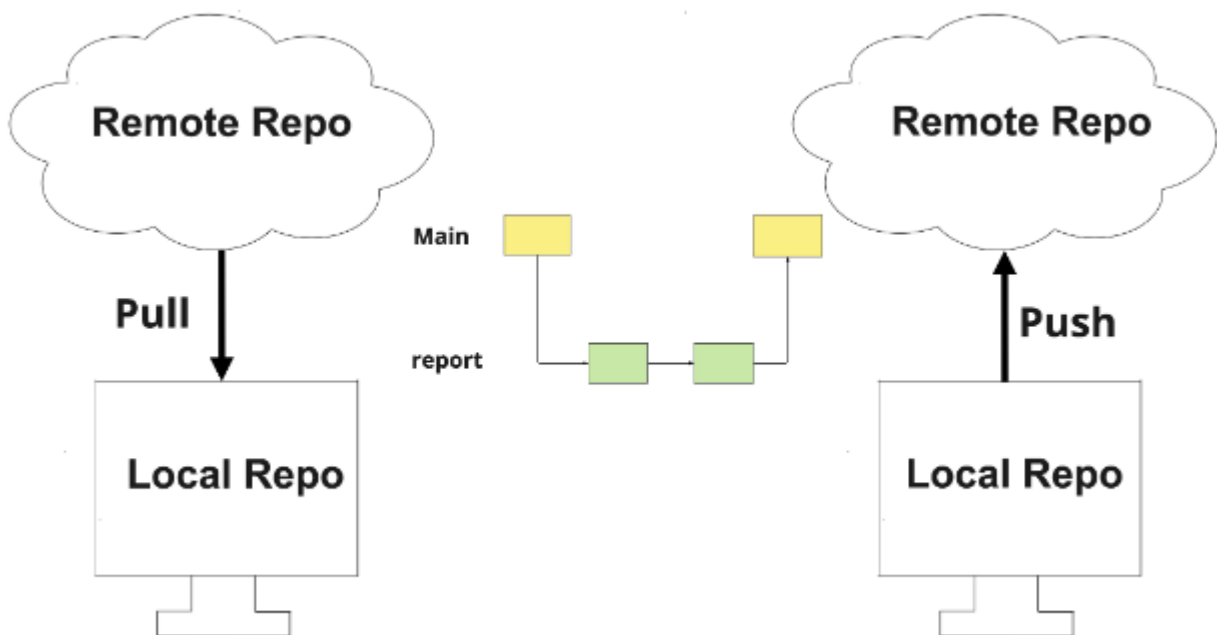 Remote Repo
Remote Repo
Main
Pull
Push
report
Local Repo
Local Repo